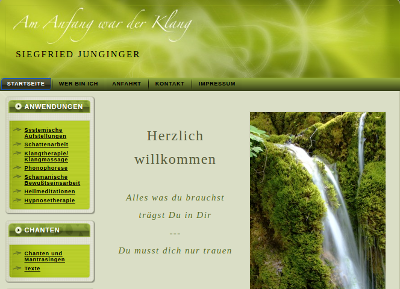 Am Anfang war der Klang
SIEGFRIED JUNGINGER
STARTSEITE
WER BIN ICH
ANFAHRT
KONTAKT
IMPRESSUM
ANWENDUNGEN
Systemische
Aufstellungen
Schattenarbeit
Klangtherapie/
Klangmassage
Phonophorese
Schamanische
Bewußtseinsarbeit
Heilmeditationen
Hypnosetherapie
CHANTEN
Chanten und
Mantrasingen
Texte
Herzlich
willkommen
Alles was du brauchst
trägst Du in Dir
---
Du musst dich nur trauen